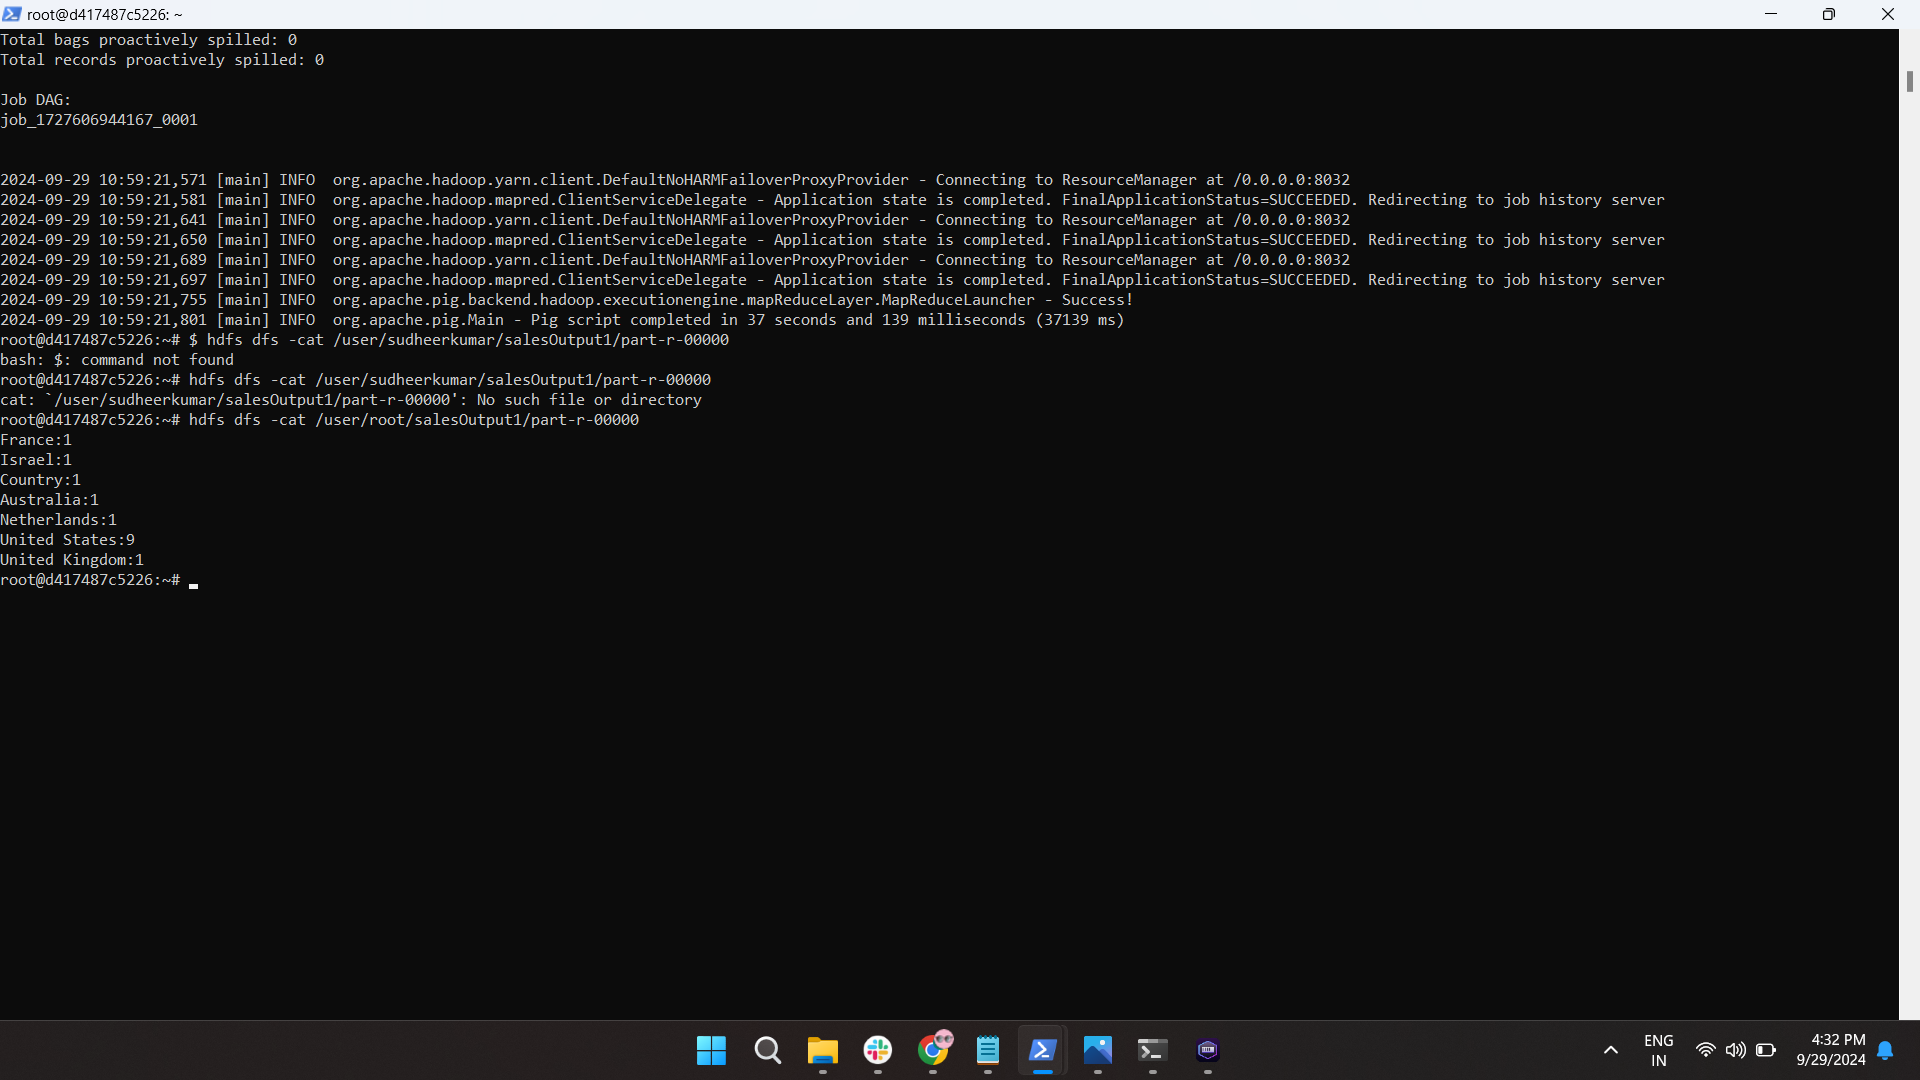 root@d417487c5226: ~
Total bags proactively spilled: 0
Total records proactively spilled: 0
Job DAG:
job_1727606944167_0001
2024-09-29 10:59:21,571 [main] INFO  org.apache.hadoop.yarn.client.DefaultNoHARMFailoverProxyProvider - Connecting to ResourceManager at /0.0.0.0:8032
2024-09-29 10:59:21,581 [main] INFO  org.apache.hadoop.mapred.ClientServiceDelegate - Application state is completed. FinalApplicationStatus=SUCCEEDED. Redirecting to job history server
2024-09-29 10:59:21,641 [main] INFO  org.apache.hadoop.yarn.client.DefaultNoHARMFailoverProxyProvider - Connecting to ResourceManager at /0.0.0.0:8032
2024-09-29 10:59:21,650 [main] INFO  org.apache.hadoop.mapred.ClientServiceDelegate - Application state is completed. FinalApplicationStatus=SUCCEEDED. Redirecting to job history server
2024-09-29 10:59:21,689 [main] INFO  org.apache.hadoop.yarn.client.DefaultNoHARMFailoverProxyProvider - Connecting to ResourceManager at /0.0.0.0:8032
2024-09-29 10:59:21,697 [main] INFO  org.apache.hadoop.mapred.ClientServiceDelegate - Application state is completed. FinalApplicationStatus=SUCCEEDED. Redirecting to job history server
2024-09-29 10:59:21,755 [main] INFO  org.apache.pig.backend.hadoop.executionengine.mapReduceLayer.MapReduceLauncher - Success!
2024-09-29 10:59:21,801 [main] INFO  org.apache.pig.Main - Pig script completed in 37 seconds and 139 milliseconds (37139 ms)
root@d417487c5226:~# $ hdfs dfs -cat /user/sudheerkumar/salesOutput1/part-r-00000
bash: $: command not found
root@d417487c5226:~# hdfs dfs -cat /user/sudheerkumar/salesOutput1/part-r-00000
cat: `/user/sudheerkumar/salesOutput1/part-r-00000': No such file or directory
root@d417487c5226:~# hdfs dfs -cat /user/root/salesOutput1/part-r-00000
France:1
Israel:1
Country:1
Australia:1
Netherlands:1
United States:9
United Kingdom:1
root@d417487c5226:~#
ENG
IN
4:32 PM
9/29/2024